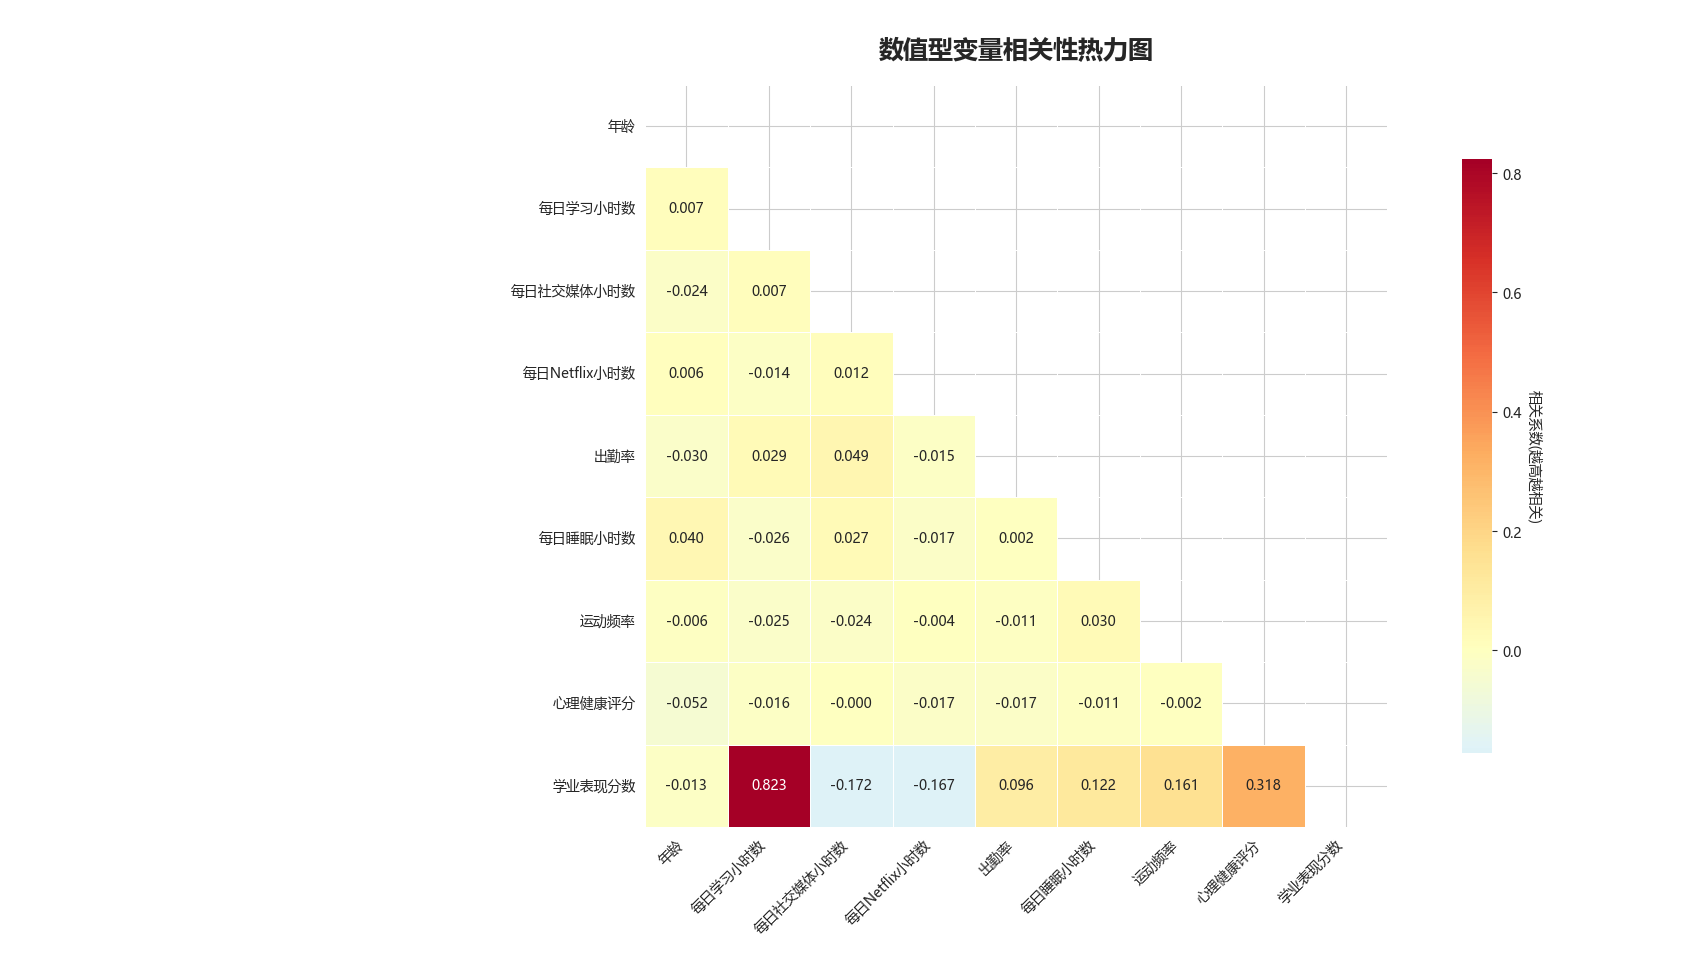 数值型变量相关性热力图
年龄
每日学习小时数 0.007
每日社交媒体小时数 -0.024 0.007
每日Netflix小时数 0.006 -0.014 0.012
出勤率 -0.030 0.029 0.049 -0.015
每日睡眠小时数 0.040 -0.026 0.027 -0.017 0.002
运动频率 -0.006 -0.025 -0.024 -0.004 -0.011 0.030
心理健康评分 -0.052 -0.016 -0.000 -0.017 -0.017 -0.011 -0.002
学业表现分数 -0.013 0.823 -0.172 -0.167 0.096 0.122 0.161 0.318
年龄
每日学习小时数
每日社交媒体小时数
每日Netflix小时数
出勤率
每日睡眠小时数
运动频率
心理健康评分
学业表现分数
0.8
0.6
0.4
0.2
0.0
相关系数(越高越相关)